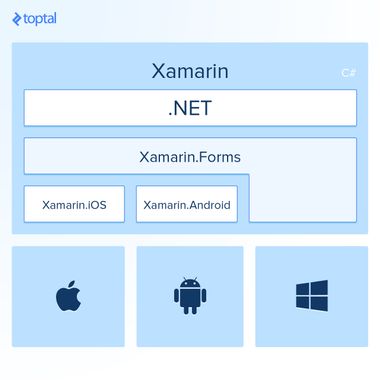 toptal
Xamarin
C#
.NET
Xamarin.Forms
Xamarin.iOS
Xamarin.Android